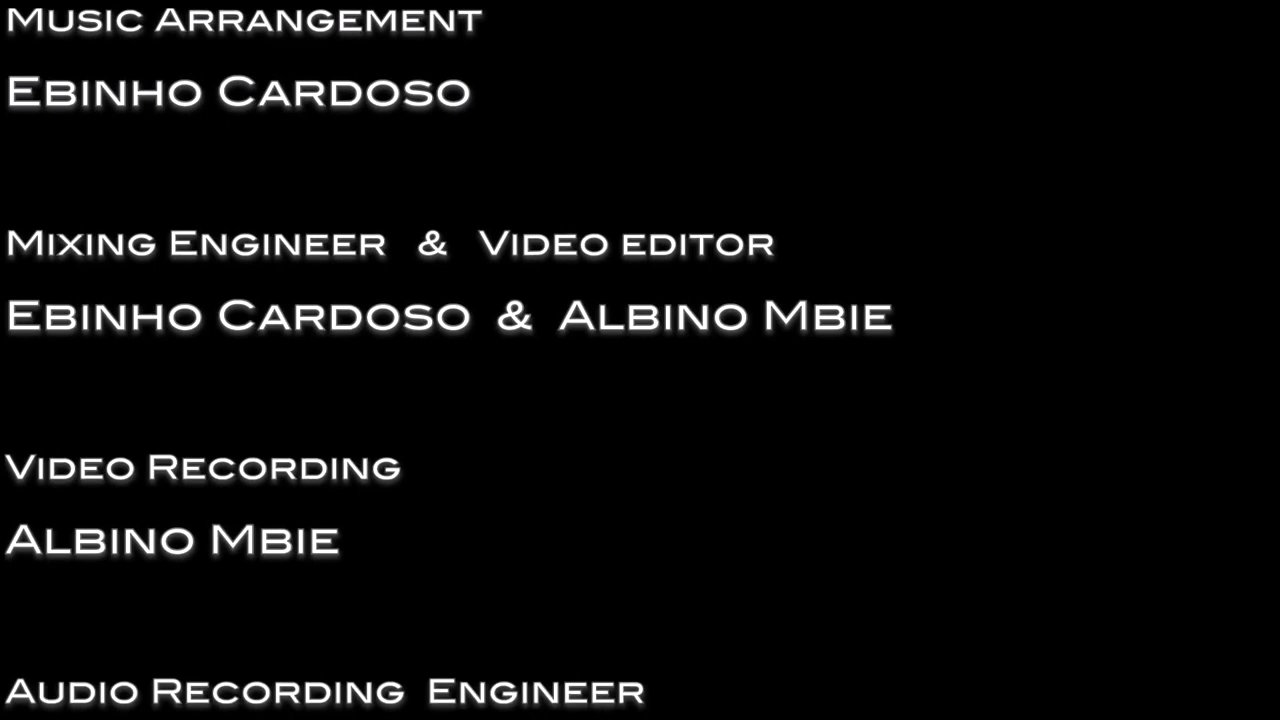 Music Arrangement
Ebinho Cardoso
Mixing Engineer & Video editor
Ebinho Cardoso & Albino Mbie
Video Recording
Albino Mbie
Audio Recording Engineer